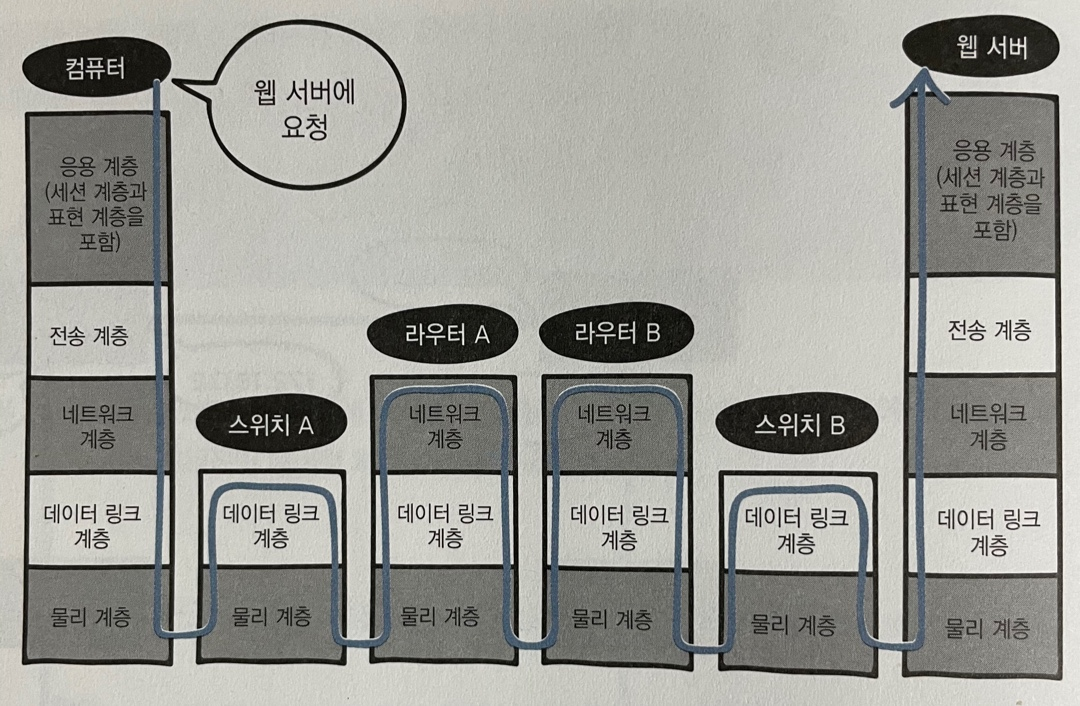 컴퓨터
웹 서버에
요청
웹 서버
응용 계층
(세션 계층과
표현 계층을
포함)
전송 계층
네트워크
계층
데이터 링크
계층
물리 계층
스위치 A
데이터 링크
계층
물리 계층
라우터 A
네트워크
계층
데이터 링크
계층
물리 계층
라우터 B
네트워크
계층
데이터 링크
계층
물리 계층
스위치 B
데이터 링크
계층
물리 계층
응용 계층
(세션 계층과
표현 계층을
포함)
전송 계층
네트워크
계층
데이터 링크
계층
물리 계층